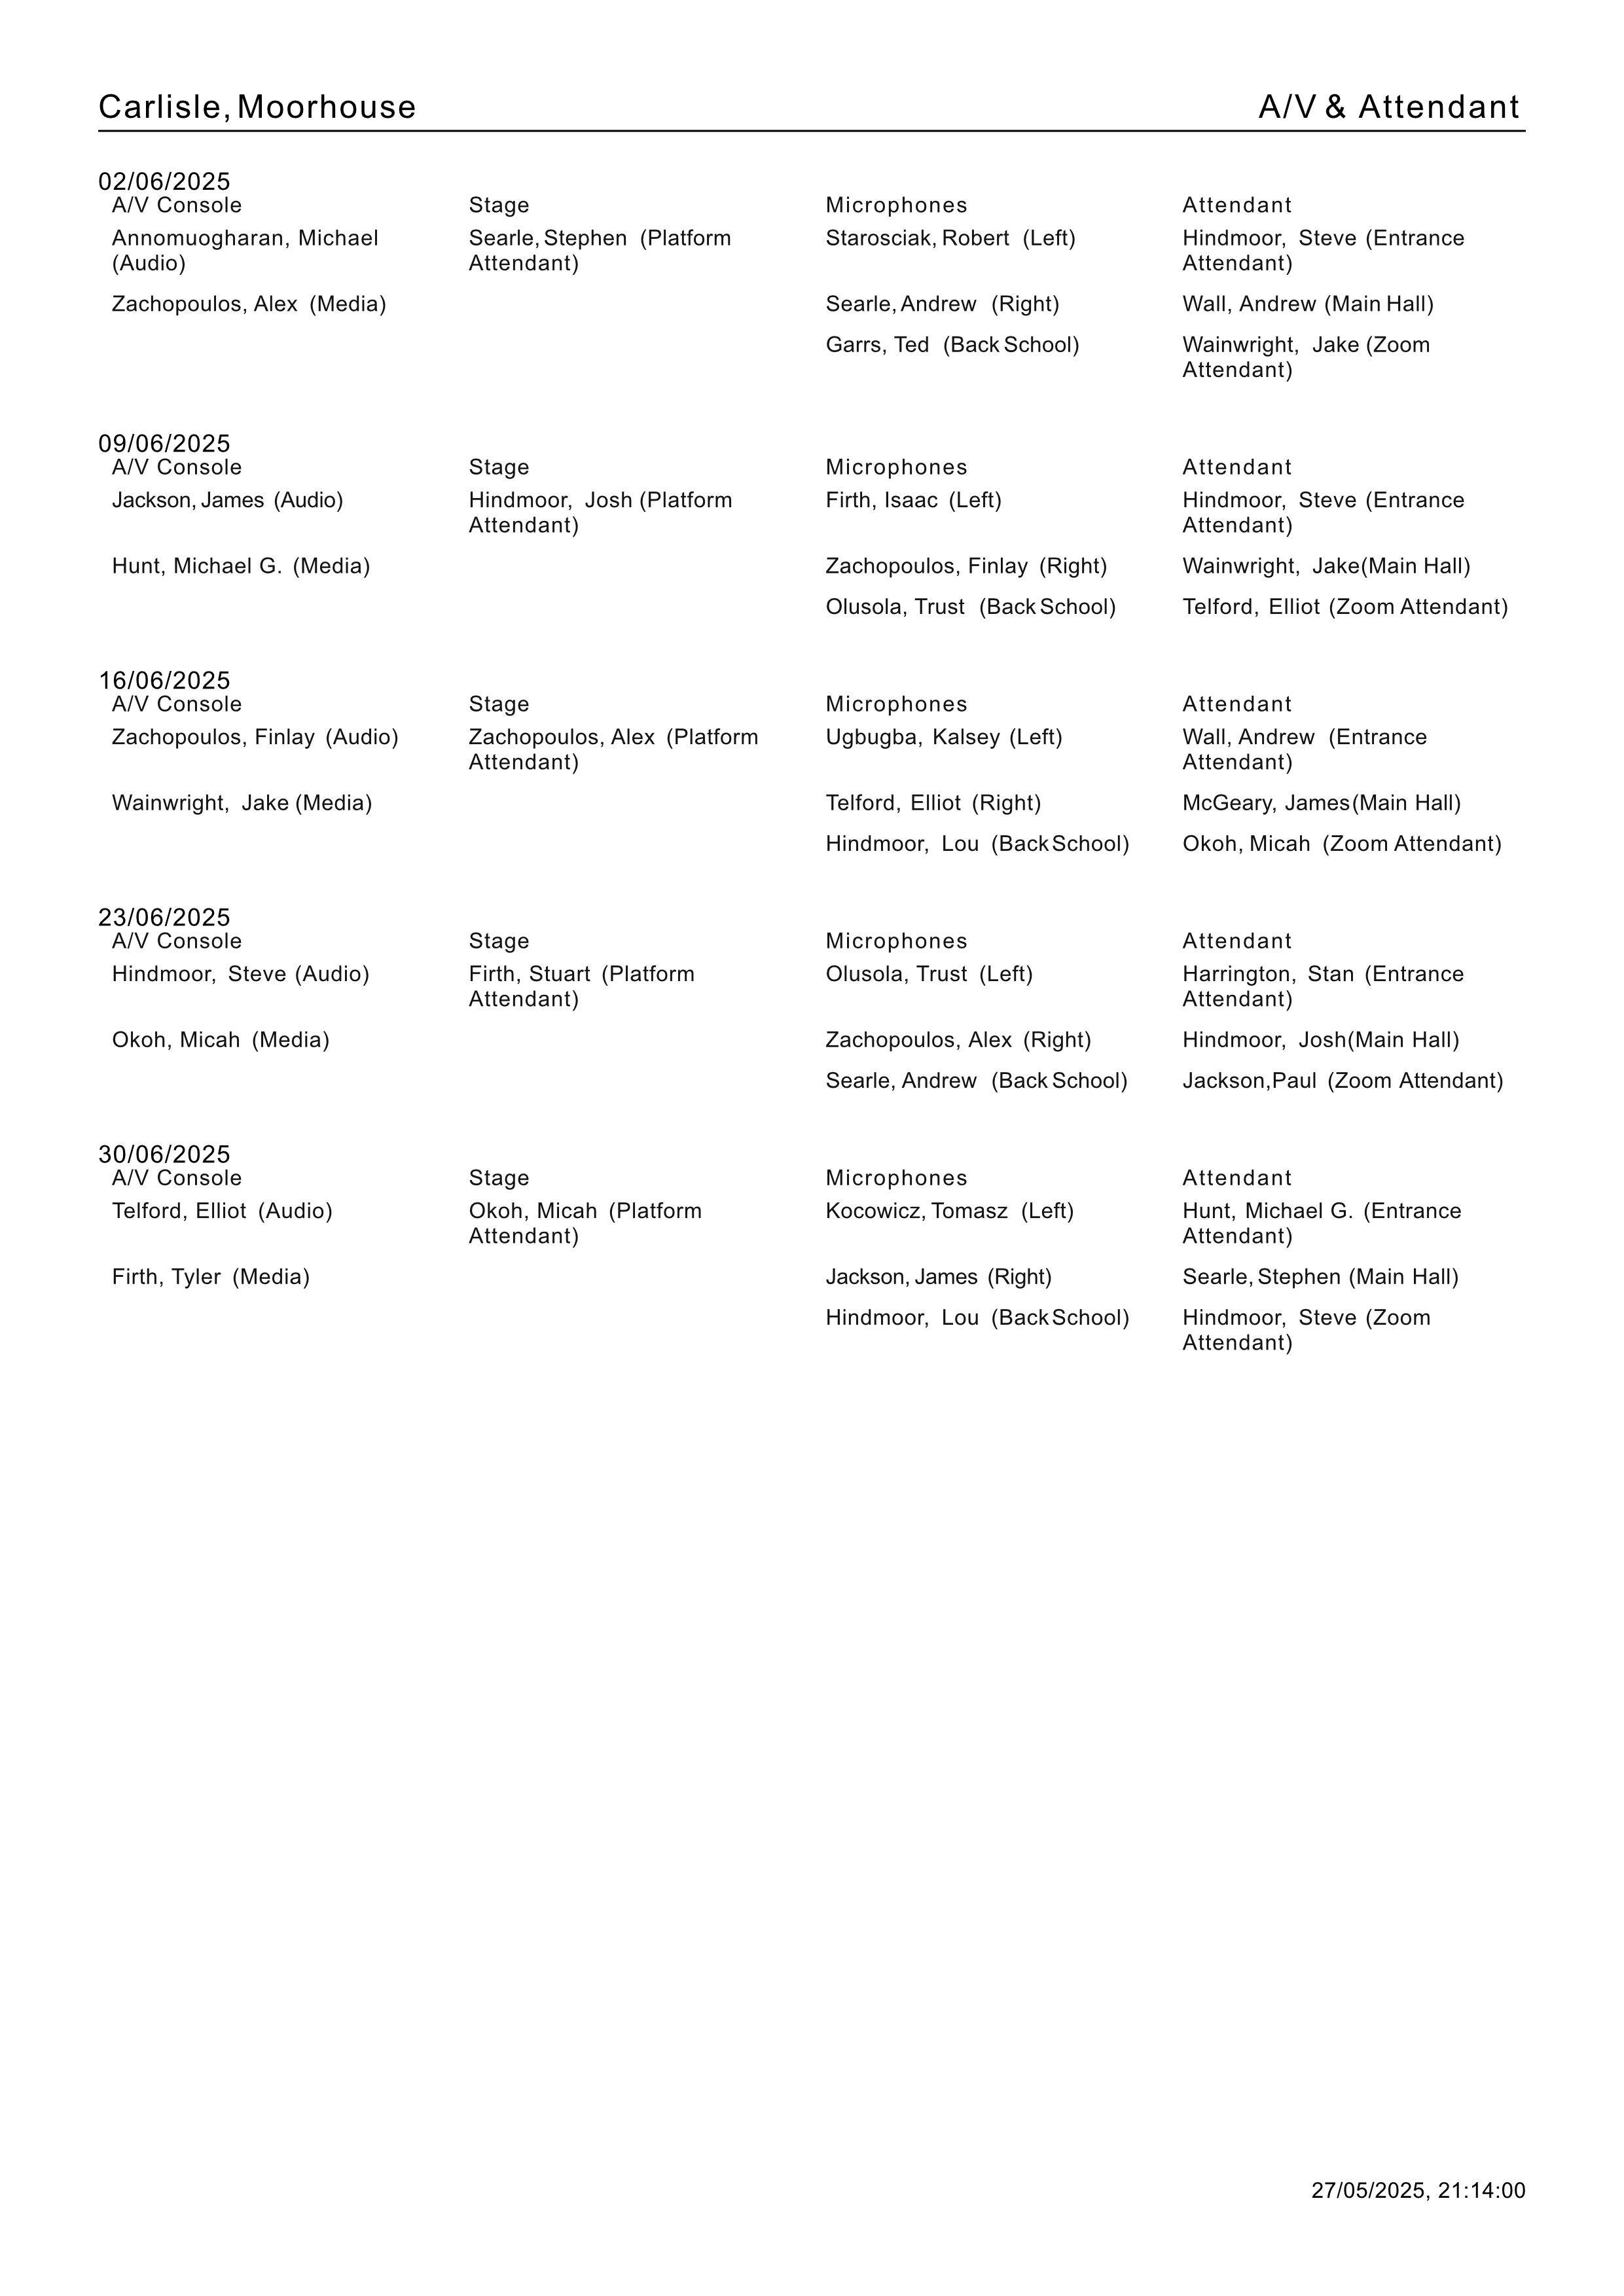 Carlisle, Moorhouse A/V & Attendant
02/06/2025
A/V Console Stage Microphones Attendant
Annomuogharan, Michael Searle, Stephen (Platform Starosciak, Robert (Left) Hindmoor, Steve (Entrance
(Audio) Attendant) Attendant)
Zachopoulos, Alex (Media) Searle, Andrew (Right) Wall, Andrew (Main Hall)
Garrs, Ted (Back School) Wainwright, Jake (Zoom
Attendant)
09/06/2025
A/V Console Stage Microphones Attendant
Jackson, James (Audio) Hindmoor, Josh (Platform Firth, Isaac (Left) Hindmoor, Steve (Entrance
Attendant) Attendant)
Hunt, Michael G. (Media) Zachopoulos, Finlay (Right) Wainwright, Jake(Main Hall)
Olusola, Trust (Back School) Telford, Elliot (Zoom Attendant)
16/06/2025
A/V Console Stage Microphones Attendant
Zachopoulos, Finlay (Audio) Zachopoulos, Alex (Platform Ugbugba, Kalsey (Left) Wall, Andrew (Entrance
Attendant) Attendant)
Wainwright, Jake (Media) Telford, Elliot (Right) McGeary, James(Main Hall)
Hindmoor, Lou (Back School) Okoh, Micah (Zoom Attendant)
23/06/2025
A/V Console Stage Microphones Attendant
Hindmoor, Steve (Audio) Firth, Stuart (Platform Olusola, Trust (Left) Harrington, Stan (Entrance
Attendant) Attendant)
Okoh, Micah (Media) Zachopoulos, Alex (Right) Hindmoor, Josh(Main Hall)
Searle, Andrew (Back School) Jackson,Paul (Zoom Attendant)
30/06/2025
A/V Console Stage Microphones Attendant
Telford, Elliot (Audio) Okoh, Micah (Platform Kocowicz, Tomasz (Left) Hunt, Michael G. (Entrance
Attendant) Attendant)
Firth, Tyler (Media) Jackson, James (Right) Searle, Stephen (Main Hall)
Hindmoor, Lou (Back School) Hindmoor, Steve (Zoom
Attendant)
27/05/2025, 21:14:00